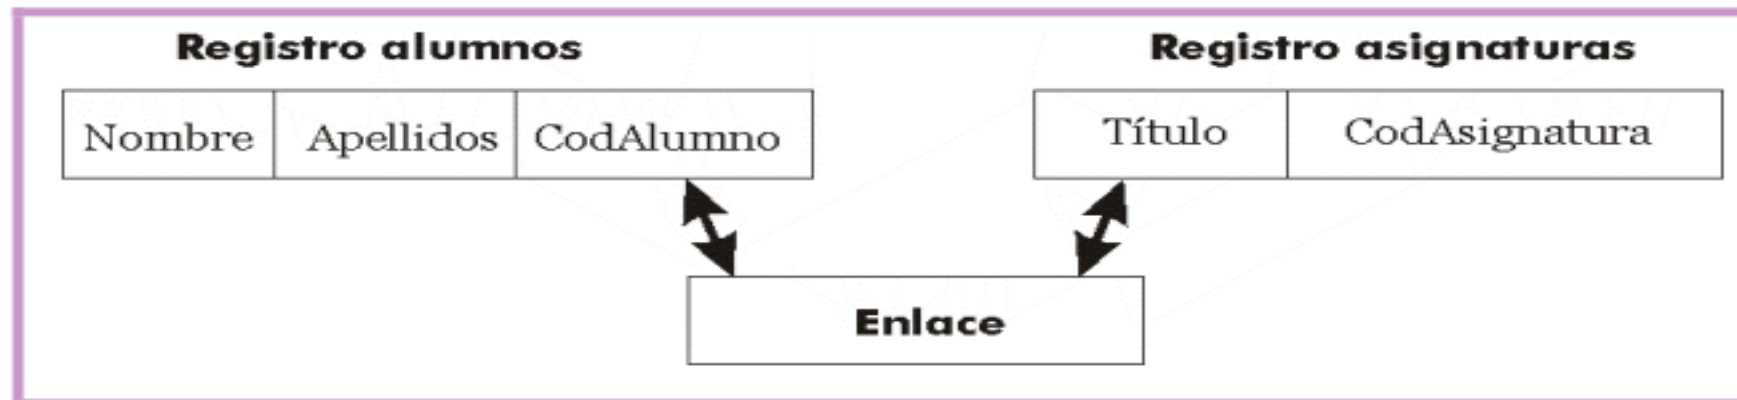 Registro alumnos
Nombre Apellidos CodAlumno
Registro asignaturas
Título CodAsignatura
Enlace